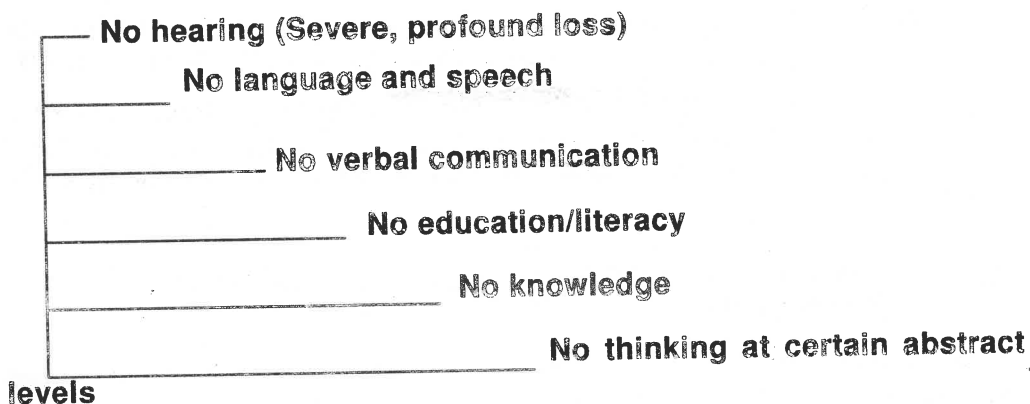 No hearing (Severe, profound loss)
No language and speech
No verbal communication
No education/literacy
No knowledge
No thinking at certain abstract
levels